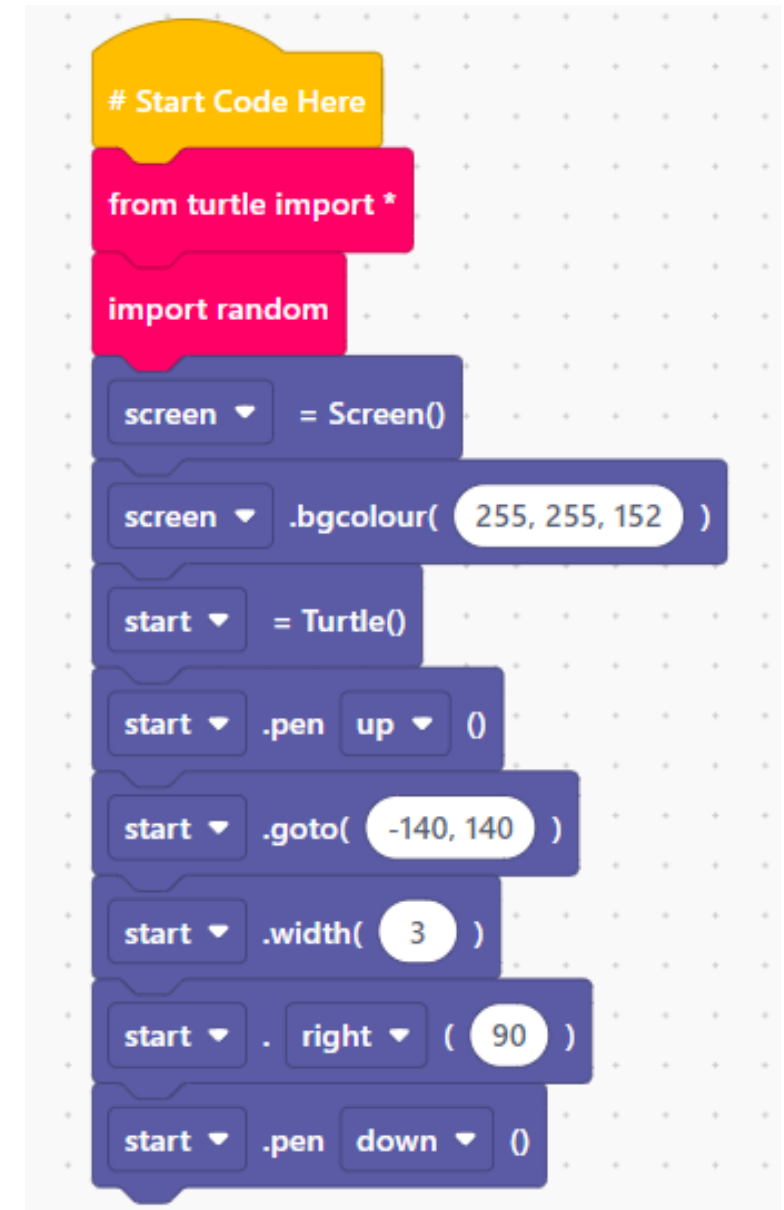 # Start Code Here
from turtle import *
import random
screen = Screen()
screen .bgcolour( 255, 255, 152 )
start = Turtle()
start .pen up ()
start .goto( -140, 140 )
start .width( 3 )
start . right ( 90 )
start .pen down ()